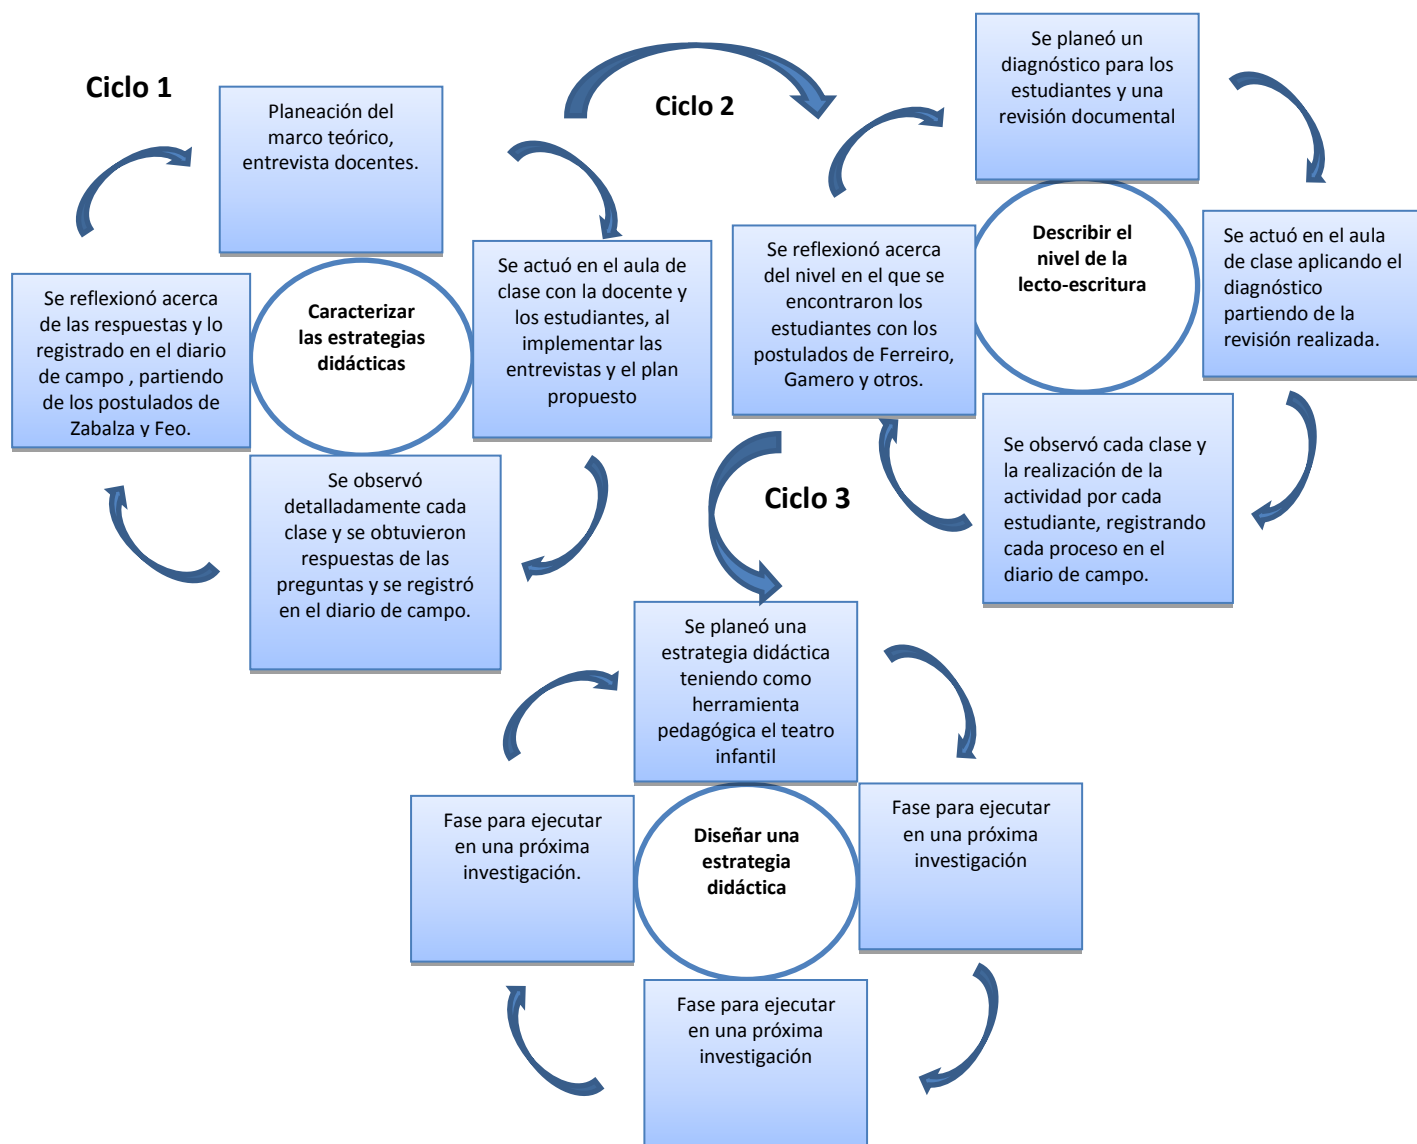 Ciclo 1
Planeación del
marco teórico,
entrevista docentes.
Se actuó en el aula de
clase con la docente y
los estudiantes, al
implementar las
entrevistas y el plan
propuesto
Se observó
detalladamente cada
clase y se obtuvieron
respuestas de las
preguntas y se registró
en el diario de campo.
Se reflexionó acerca
de las respuestas y lo
registrado en el diario
de campo , partiendo
de los postulados de
Zabalza y Feo.
Caracterizar
las estrategias
didácticas
Ciclo 2
Se planeó un
diagnóstico para los
estudiantes y una
revisión documental
Se actuó en el aula
de clase aplicando el
diagnóstico
partiendo de la
revisión realizada.
Se observó cada clase y
la realización de la
actividad por cada
estudiante, registrando
cada proceso en el
diario de campo.
Se reflexionó acerca
del nivel en el que se
encontraron los
estudiantes con los
postulados de Ferreiro,
Gamero y otros.
Describir el
nivel de la
lecto-escritura
Ciclo 3
Se planeó una
estrategia didáctica
teniendo como
herramienta
pedagógica el teatro
infantil
Fase para ejecutar
en una próxima
investigación
Fase para ejecutar
en una próxima
investigación
Fase para ejecutar
en una próxima
investigación.
Diseñar una
estrategia
didáctica